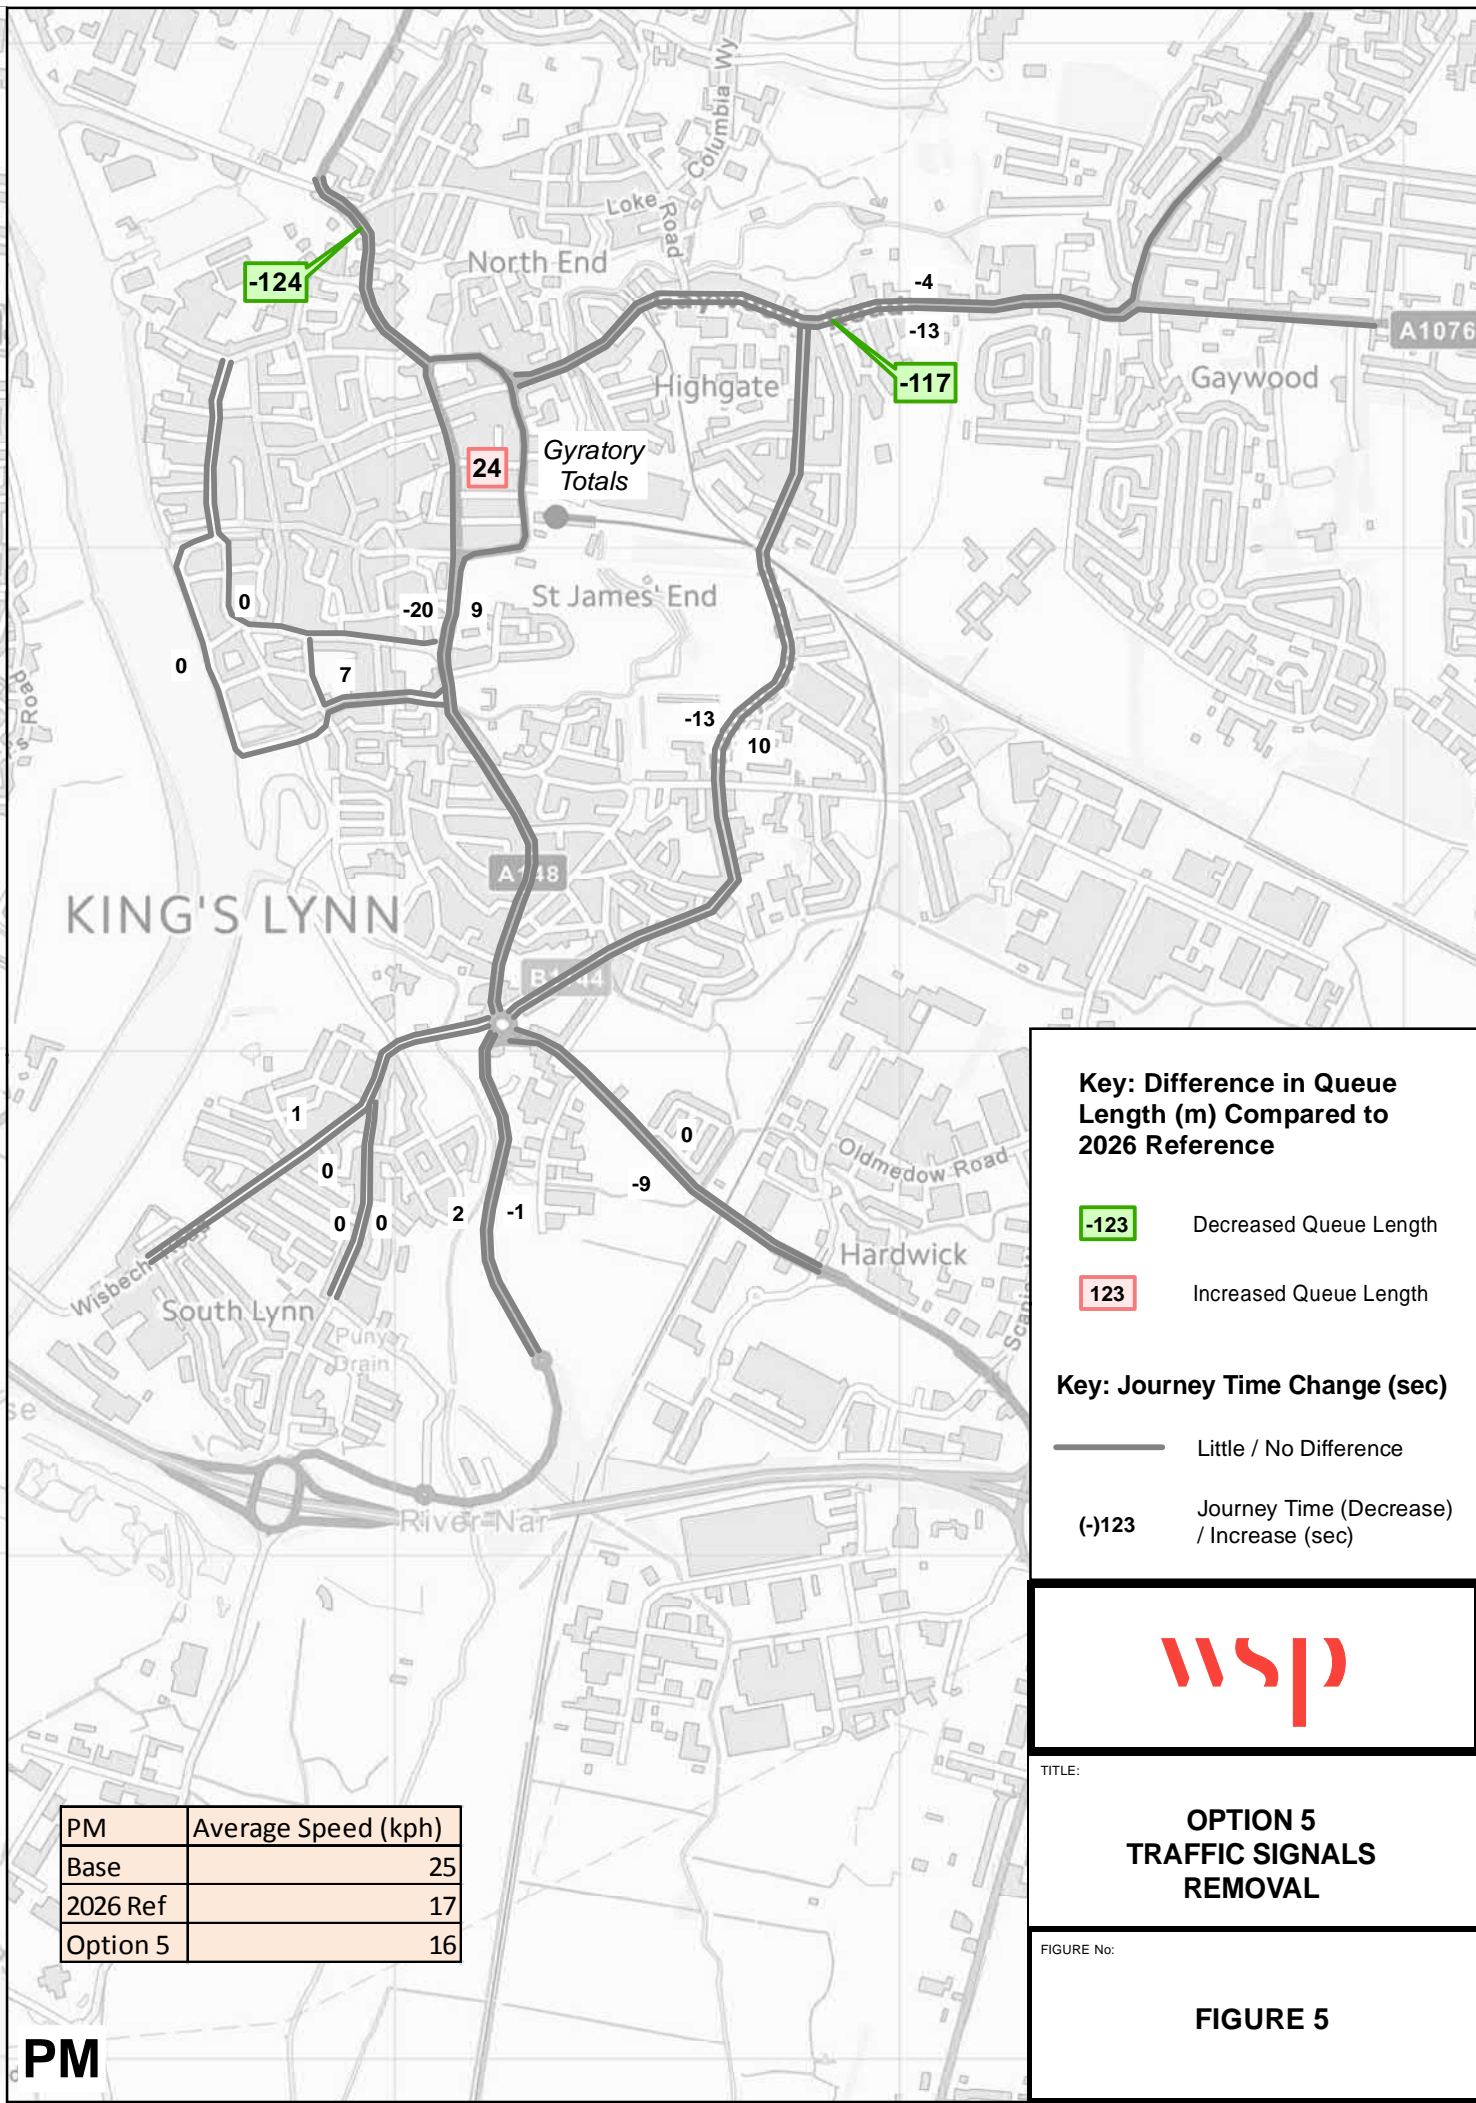 Columbia Wy
Loke Road
North End
-124
-4
-13
A1076
-117
Highgate
Gaywood
24
Gyratory
Totals
St James' End
0
-20
9
0
7
-13
10
Road
A148
KING'S LYNN
1
0
0
0
2
-1
0
-9
Oldmedow Road
Hardwick
Wisbech
South Lynn
Puny
Drain
River Nar
Key: Difference in Queue
Length (m) Compared to
2026 Reference
-123 Decreased Queue Length
123 Increased Queue Length
Key: Journey Time Change (sec)
Little / No Difference
(-)123 Journey Time (Decrease)
/ Increase (sec)
wsp
TITLE:
OPTION 5
TRAFFIC SIGNALS
REMOVAL
FIGURE No:
FIGURE 5
PM Average Speed (kph)
Base 25
2026 Ref 17
Option 5 16
PM